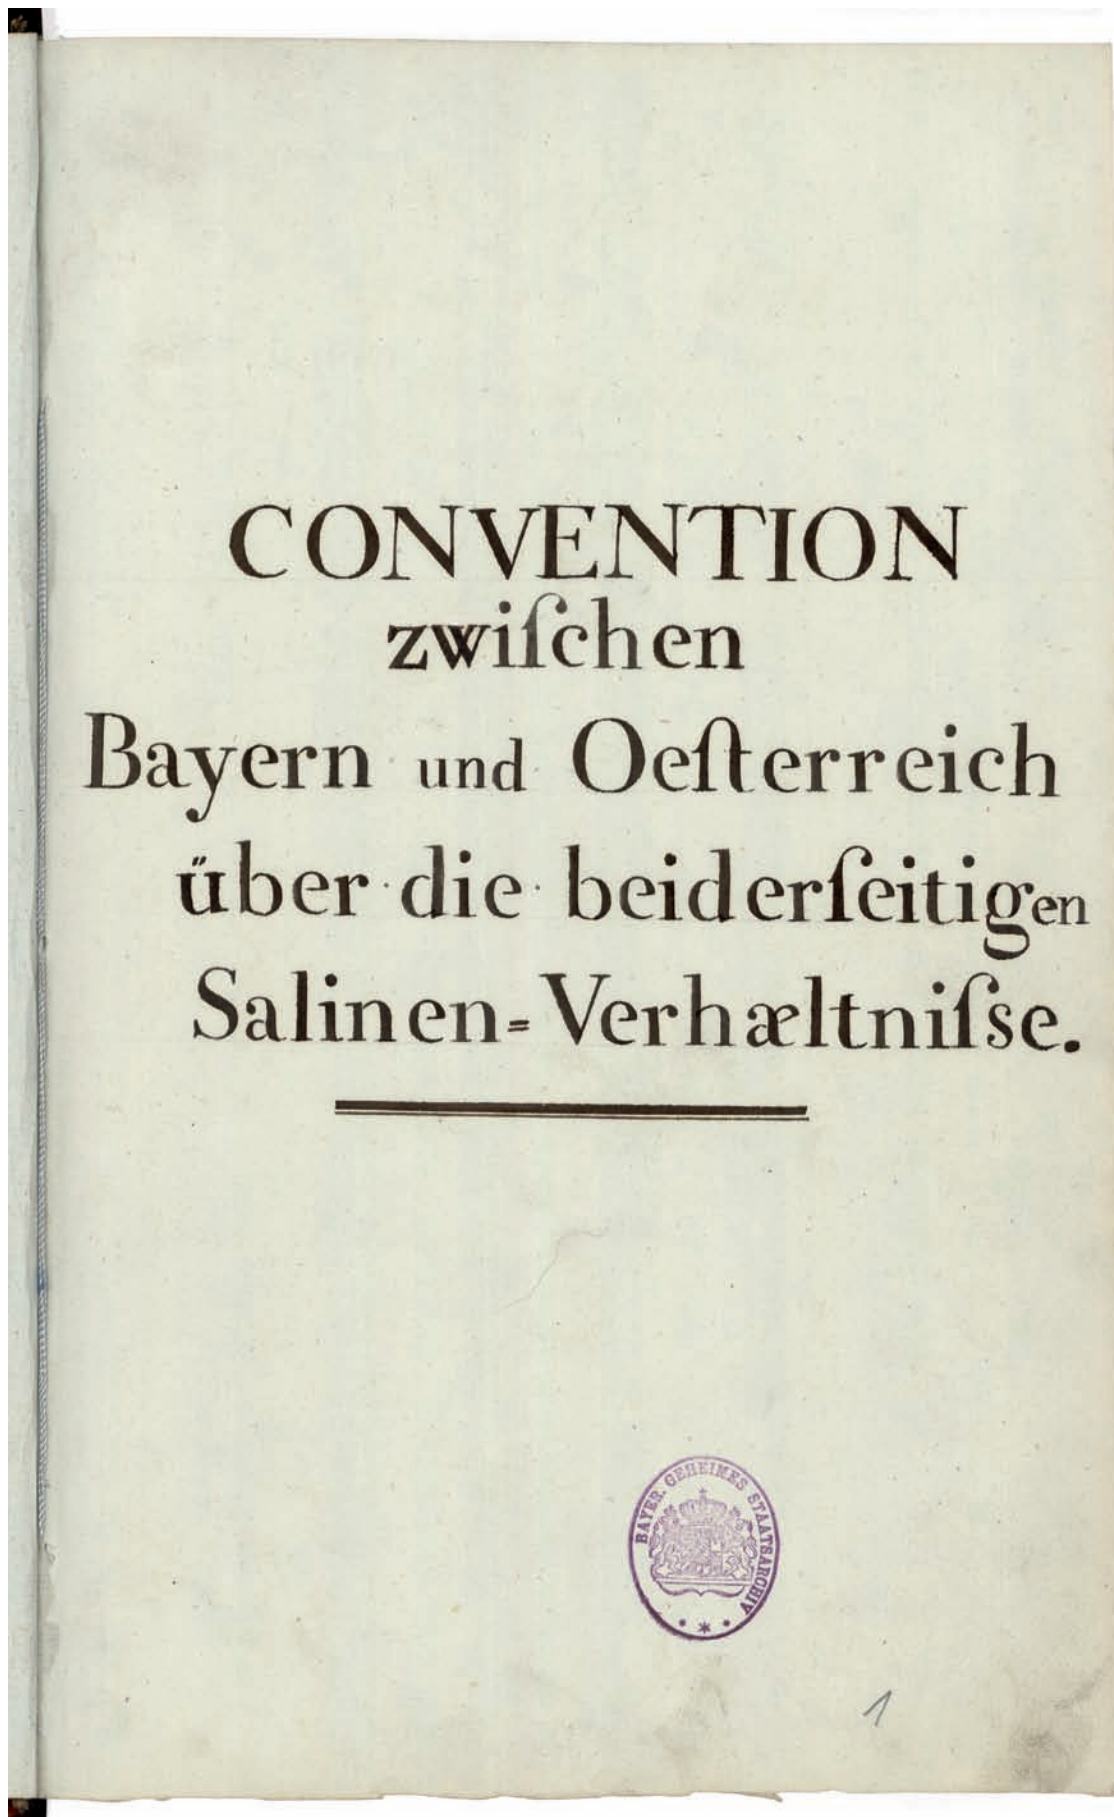 CONVENTION
zwiſchen
Bayern und Oeſterreich
über die beiderſeitigen
Salinen=Verhæltniſse.
BAYER. GEHEIMES STAATSARCHIV
1